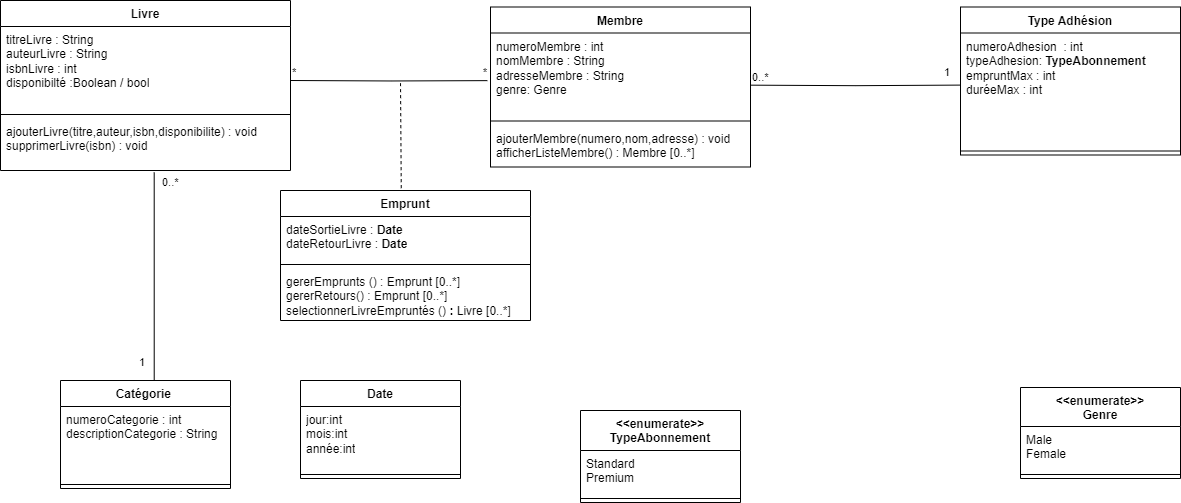 Livre
titreLivre : String
auteurLivre : String
isbnLivre : int
disponibilté :Boolean / bool
ajouterLivre(titre,auteur,isbn,disponibilite) : void
supprimerLivre(isbn) : void
*
*
Membre
numeroMembre : int
nomMembre : String
adresseMembre : String
genre: Genre
ajouterMembre(numero,nom,adresse) : void
afficherListeMembre() : Membre [0..*]
0..*
1
Type Adhésion
numeroAdhesion : int
typeAdhesion: TypeAbonnement
empruntMax : int
duréeMax : int
0..*
1
Emprunt
dateSortieLivre : Date
dateRetourLivre : Date
gererEmprunts () : Emprunt [0..*]
gererRetours() : Emprunt [0..*]
selectionnerLivreEmpruntés () : Livre [0..*]
Catégorie
numeroCategorie : int
descriptionCategorie : String
Date
jour:int
mois:int
année:int
<<enumerate>>
TypeAbonnement
Standard
Premium
<<enumerate>>
Genre
Male
Female